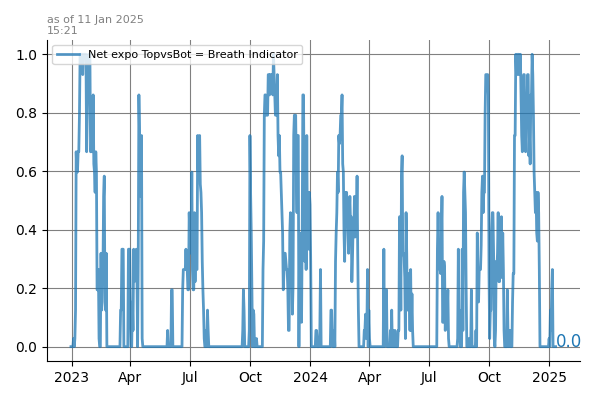 as of 11 Jan 2025
15:21
Net expo TopvsBot = Breath Indicator
1.0
0.8
0.6
0.4
0.2
0.0
0.0
2023 Apr Jul Oct 2024 Apr Jul Oct 2025